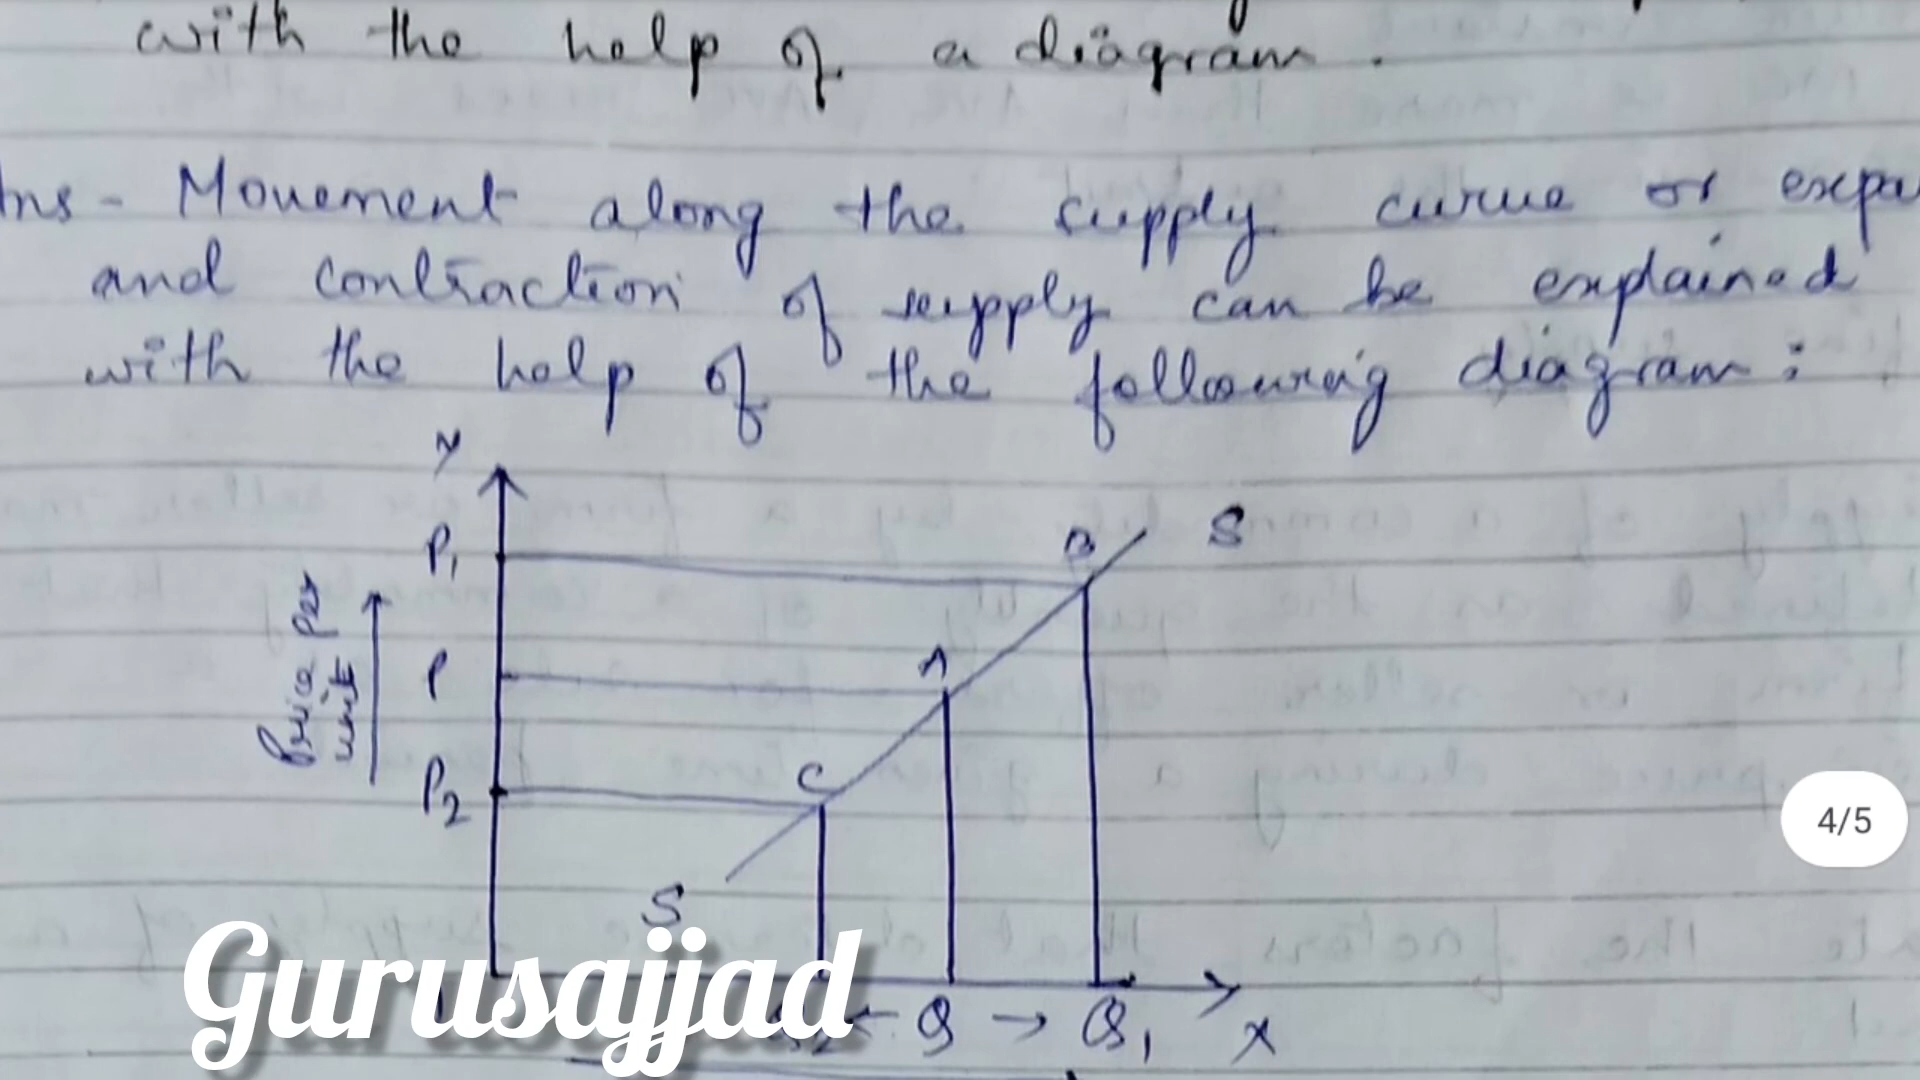 with the help of a diagram.
Ans - Movement along the supply curve or expa
and contraction of supply can be explained
with the help of the following diagram:
Y
P1
B
S
Price Per
unit
P
A
P2
C
S
4/5
Gurusajjad
Q2 ← Q → Q1
X